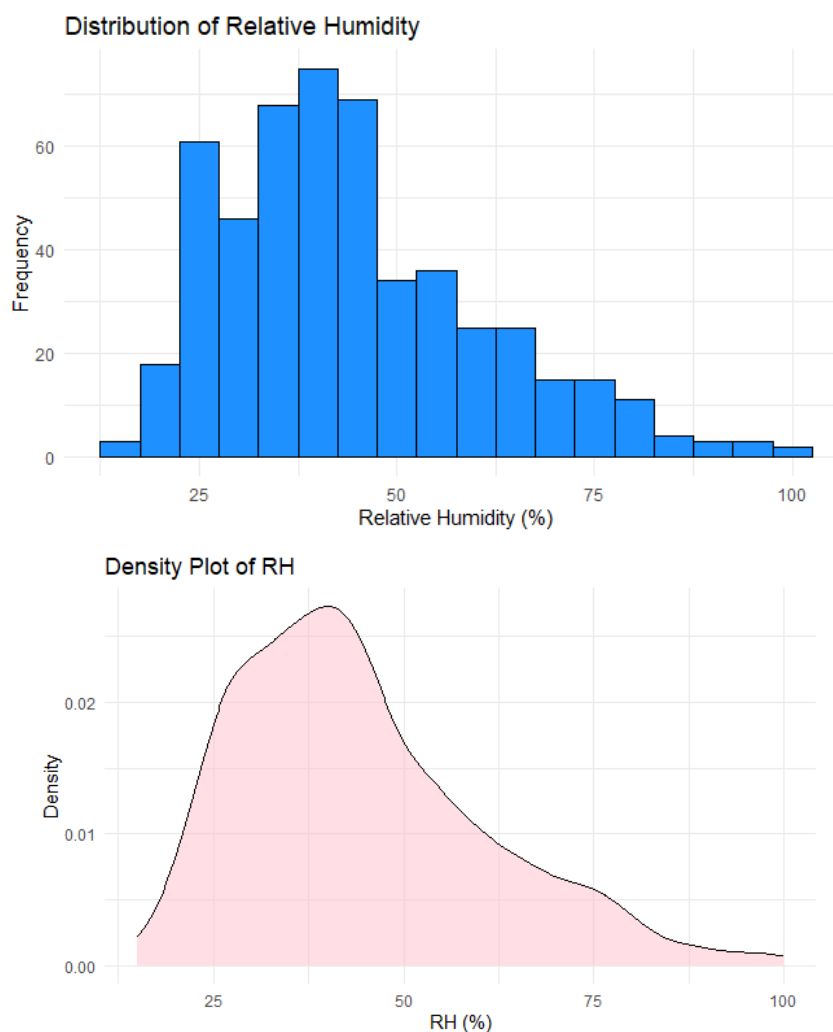 Distribution of Relative Humidity
60
40
20
0
Frequency
25 50 75 100
Relative Humidity (%)
Density Plot of RH
0.02
0.01
0.00
Density
25 50 75 100
RH (%)